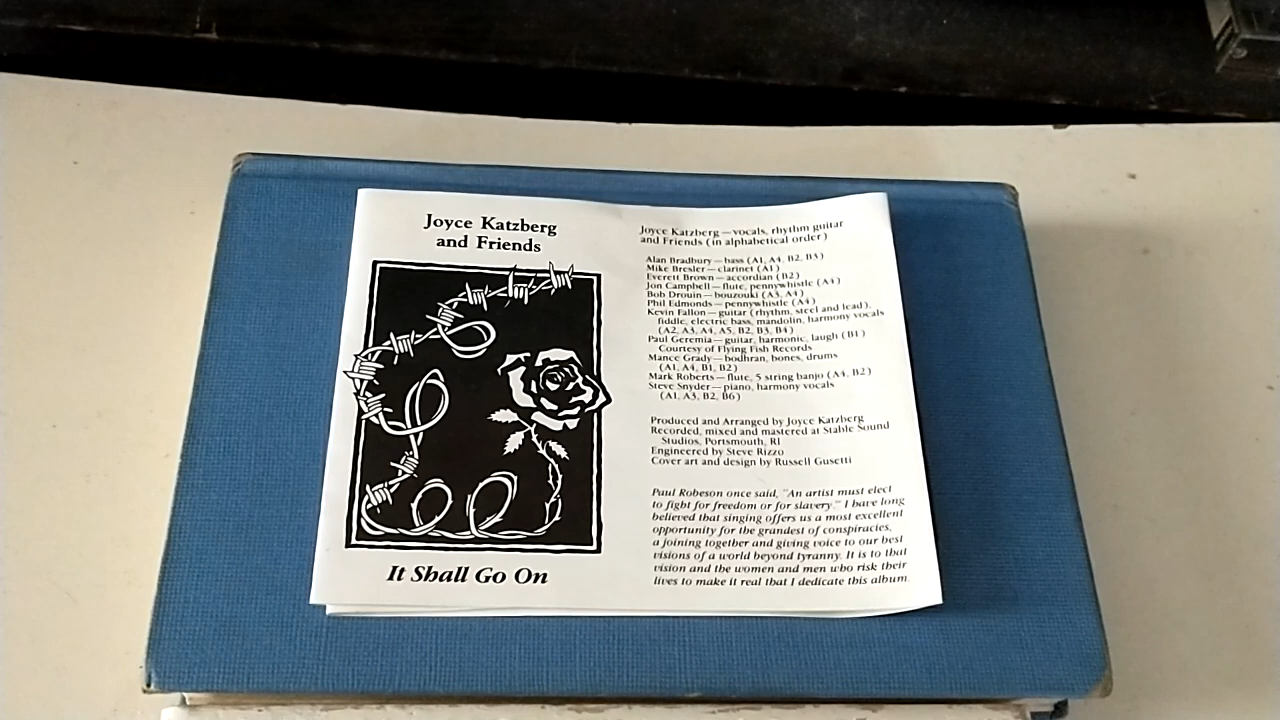 Joyce Katzberg
and Friends
It Shall Go On
Joyce Katzberg — vocals, rhythm guitar
and Friends (in alphabetical order)
Alan Bradbury — bass (A1, A4, B2, B3)
Mike Bresler — clarinet (A1)
Everett Brown — accordian (B2)
Jon Campbell — flute, pennywhistle (A4)
Bob Drouin — bouzouki (A3, A4)
Phil Edmonds — pennywhistle (A4)
Kevin Fallon — guitar (rhythm, steel and lead),
fiddle, electric bass, mandolin, harmony vocals
(A2, A3, A4, A5, B2, B3, B4)
Paul Geremia — guitar, harmonic, laugh (B1)
Courtesy of Flying Fish Records
Mance Grady — bodhran, bones, drums
(A1, A4, B1, B2)
Mark Roberts — flute, 5 string banjo (A4, B2)
Steve Snyder — piano, harmony vocals
(A1, A3, B2, B6)
Produced and Arranged by Joyce Katzberg
Recorded, mixed and mastered at Stable Sound
Studios, Portsmouth, RI
Engineered by Steve Rizzo
Cover art and design by Russell Gusetti
Paul Robeson once said, "An artist must elect
to fight for freedom or for slavery." I have long
believed that singing offers us a most excellent
opportunity for the grandest of conspiracies,
a joining together and giving voice to our best
visions of a world beyond tyranny. It is to that
vision and the women and men who risk their
lives to make it real that I dedicate this album.